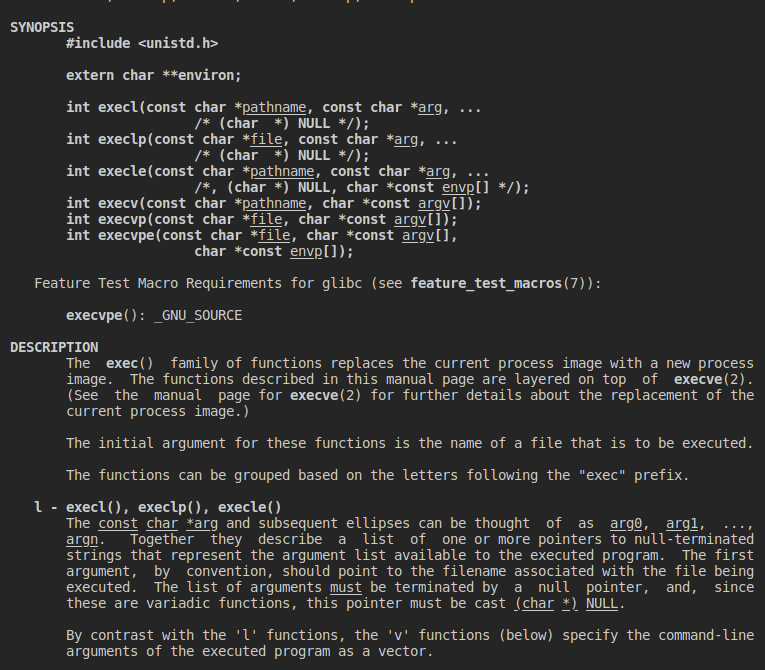 SYNOPSIS
#include <unistd.h>
extern char **environ;
int execl(const char *pathname, const char *arg, ...
/* (char  *) NULL */);
int execlp(const char *file, const char *arg, ...
/* (char  *) NULL */);
int execle(const char *pathname, const char *arg, ...
/*, (char *) NULL, char *const envp[] */);
int execv(const char *pathname, char *const argv[]);
int execvp(const char *file, char *const argv[]);
int execvpe(const char *file, char *const argv[],
char *const envp[]);
Feature Test Macro Requirements for glibc (see feature_test_macros(7)):
execvpe(): _GNU_SOURCE
DESCRIPTION
The  exec()  family of functions replaces the current process image with a new process
image.  The functions described in this manual page are layered on top  of  execve(2).
(See  the  manual  page for execve(2) for further details about the replacement of the
current process image.)
The initial argument for these functions is the name of a file that is to be executed.
The functions can be grouped based on the letters following the "exec" prefix.
l - execl(), execlp(), execle()
The const char *arg and subsequent ellipses can be thought  of  as  arg0,  arg1,  ...,
argn.   Together  they  describe  a  list  of  one or more pointers to null-terminated
strings that represent the argument list available to the executed program.  The first
argument,  by  convention, should point to the filename associated with the file being
executed.  The list of arguments must be terminated by  a  null  pointer,  and,  since
these are variadic functions, this pointer must be cast (char *) NULL.
By contrast with the 'l' functions, the 'v' functions (below) specify the command-line
arguments of the executed program as a vector.